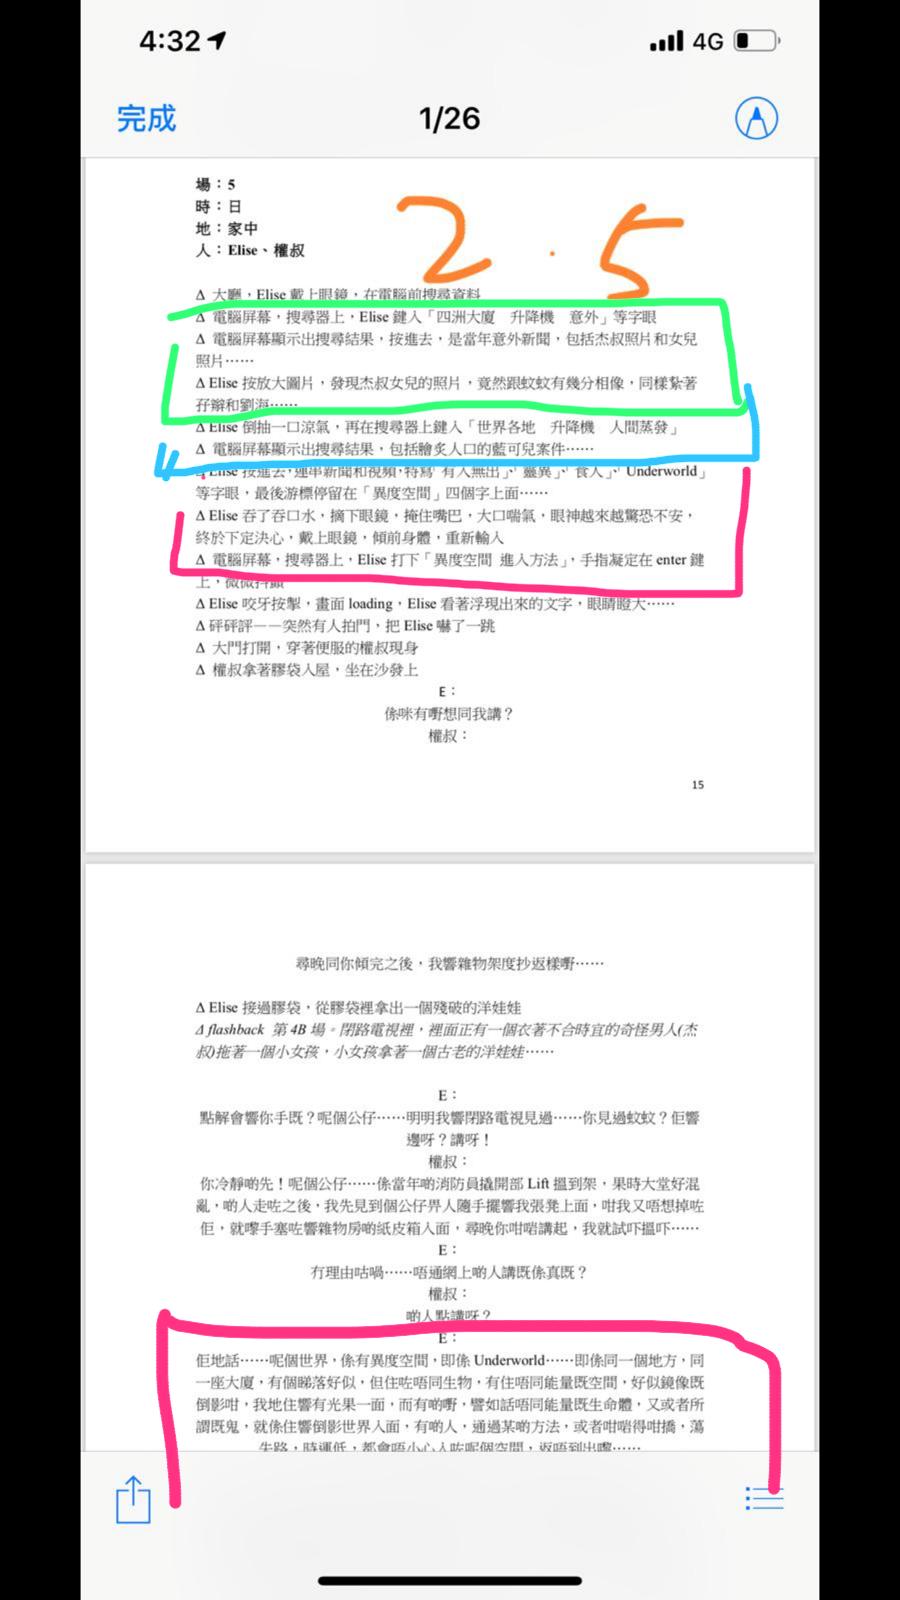 4:32
4G
完成
1/26
場：5
時：日
地：家中
人：Elise、權叔
2 . 5
Δ 大廳，Elise 戴上眼鏡，在電腦前搜尋資料
Δ 電腦屏幕，搜尋器上，Elise 鍵入「四洲大廈　升降機　意外」等字眼
Δ 電腦屏幕顯示出搜尋結果，按進去，是當年意外新聞，包括杰叔照片和女兒
照片……
Δ Elise 按放大圖片，發現杰叔女兒的照片，竟然跟蚊蚊有幾分相像，同樣紮著
孖辮和劉海……
Δ Elise 倒抽一口涼氣，再在搜尋器上鍵入「世界各地　升降機　人間蒸發」
Δ 電腦屏幕顯示出搜尋結果，包括膾炙人口的藍可兒案件……
Δ Elise 按進去，連串新聞和視頻，特寫「有人無出」、「靈異」、「食人」、「Underworld」
等字眼，最後游標停留在「異度空間」四個字上面……
Δ Elise 吞了吞口水，摘下眼鏡，掩住嘴巴，大口喘氣，眼神越來越驚恐不安，
終於下定決心，戴上眼鏡，傾前身體，重新輸入
Δ 電腦屏幕，搜尋器上，Elise 打下「異度空間 進入方法」，手指凝定在 enter 鍵
上，微微抖顫
Δ Elise 咬牙按掣，畫面 loading，Elise 看著浮現出來的文字，眼睛瞪大……
Δ 砰砰評——突然有人拍門，把 Elise 嚇了一跳
Δ 大門打開，穿著便服的權叔現身
Δ 權叔拿著膠袋入屋，坐在沙發上
E：
係咪有嘢想同我講？
權叔：
15
尋晚同你傾完之後，我響雜物架度抄返樣嘢……
Δ Elise 接過膠袋，從膠袋裡拿出一個殘破的洋娃娃
Δ flashback 第 4B 場。閉路電視裡，裡面正有一個衣著不合時宜的奇怪男人(杰
叔)拖著一個小女孩，小女孩拿著一個古老的洋娃娃……
E：
點解會響你手既？呢個公仔……明明我響閉路電視見過……你見過蚊蚊？佢響
邊呀？講呀！
權叔：
你冷靜啲先！呢個公仔……係當年啲消防員撬開部 Lift 搵到架，果時大堂好混
亂，啲人走咗之後，我先見到個公仔畀人隨手擺響我張凳上面，咁我又唔想掉咗
佢，就嚟手塞咗響雜物房啲紙皮箱入面，尋晚你咁啱講起，我就試吓搵吓……
E：
冇理由咕喎……唔通網上啲人講既係真既？
權叔：
啲人點講呀？
E：
佢地話……呢個世界，係有異度空間，即係 Underworld……即係同一個地方，同
一座大廈，有個睇落好似，但住咗唔同生物，有住唔同能量既空間，好似鏡像既
倒影咁，我地住響有光果一面，而有啲嘢，譬如話唔同能量既生命體，又或者所
謂既鬼，就係住響倒影世界入面，有啲人，通過某啲方法，或者咁啱得咁橋，蕩
失路，時運低，都會唔小心入咗呢個空間，返唔到出嚟……